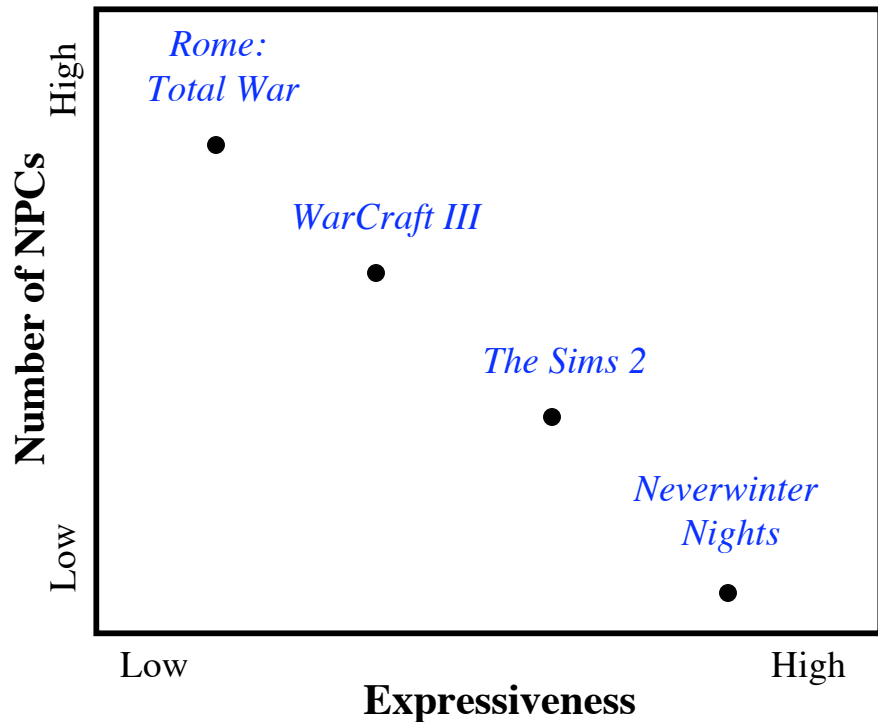 High
Number of NPCs
Low
Rome:
Total War
WarCraft III
The Sims 2
Neverwinter
Nights
Low
High
Expressiveness